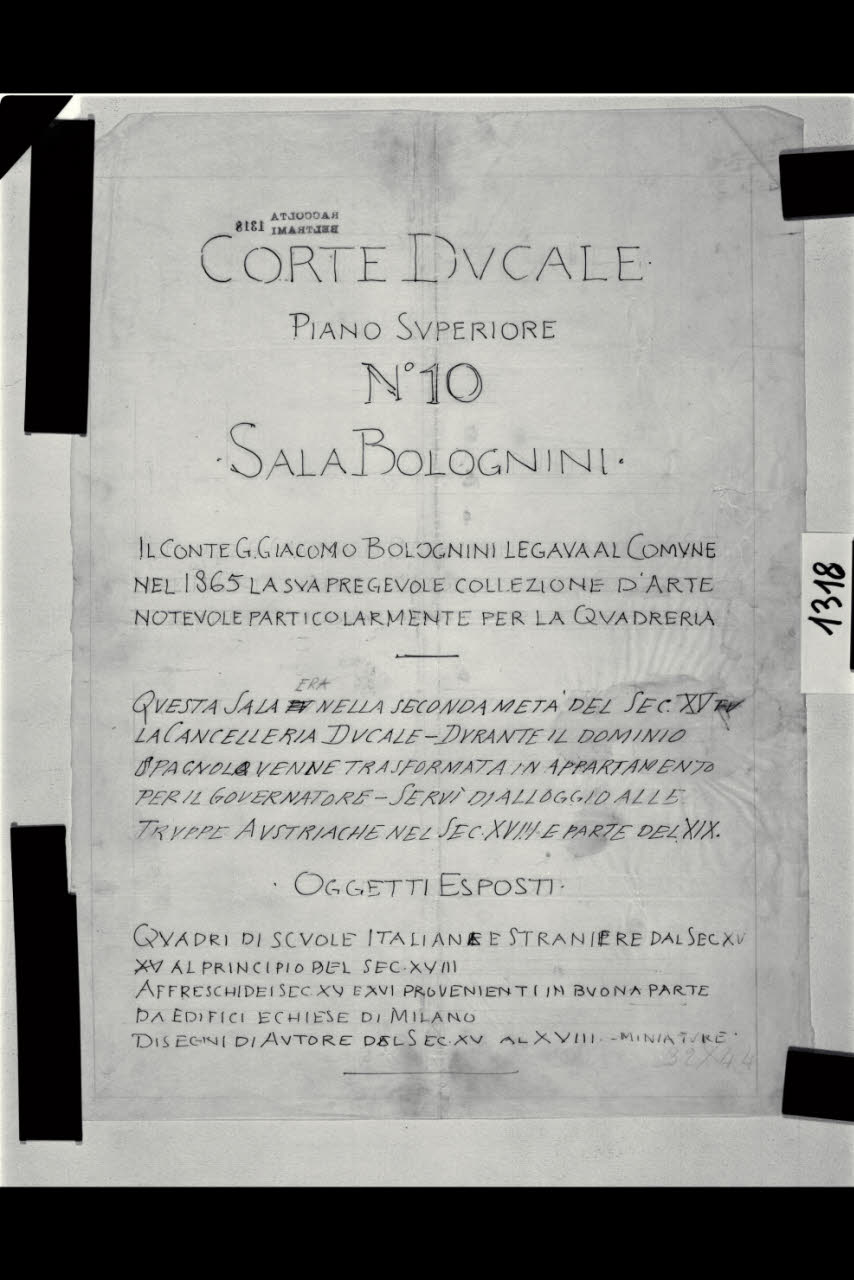 RACCOLTA
BELTRAMI 1318
CORTE DVCALE·
PIANO SVPERIORE
N°10
·SALA BOLOGNINI·
IL CONTE G. GIACOMO BOLOGNINI LEGAVA AL COMVNE
NEL 1865 LA SVA PREGEVOLE COLLEZIONE D'ARTE
NOTEVOLE PARTICOLARMENTE PER LA QVADRERIA
ERA
QVESTA SALA NELLA SECONDA META' DEL SEC. XV
LA CANCELLERIA DVCALE – DVRANTE IL DOMINIO
SPAGNOLO VENNE TRASFORMATA IN APPARTAMENTO
PER IL GOVERNATORE – SERVÌ DI ALLOGGIO ALLE
TRVPPE AVSTRIACHE NEL SEC. XVIII E PARTE DEL XIX.
· OGGETTI ESPOSTI·
QVADRI DI SCVOLE ITALIANE E STRANIERE DAL SEC XV
XV AL PRINCIPIO DEL SEC. XVIII
AFFRESCHI DEI SEC. XV E XVI PROVENIENTI IN BVONA PARTE
DA EDIFICI E CHIESE DI MILANO
DISEGNI DI AVTORE DEL SEC. XV AL XVIII. – MINIATVRE·
32X44
1318